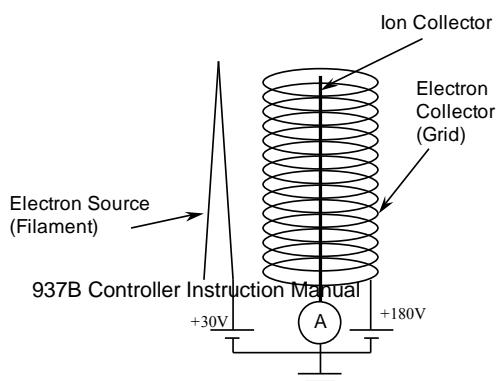 Ion Collector
Electron
Collector
(Grid)
Electron Source
(Filament)
937B Controller Instruction Manual
+30V
A
+180V